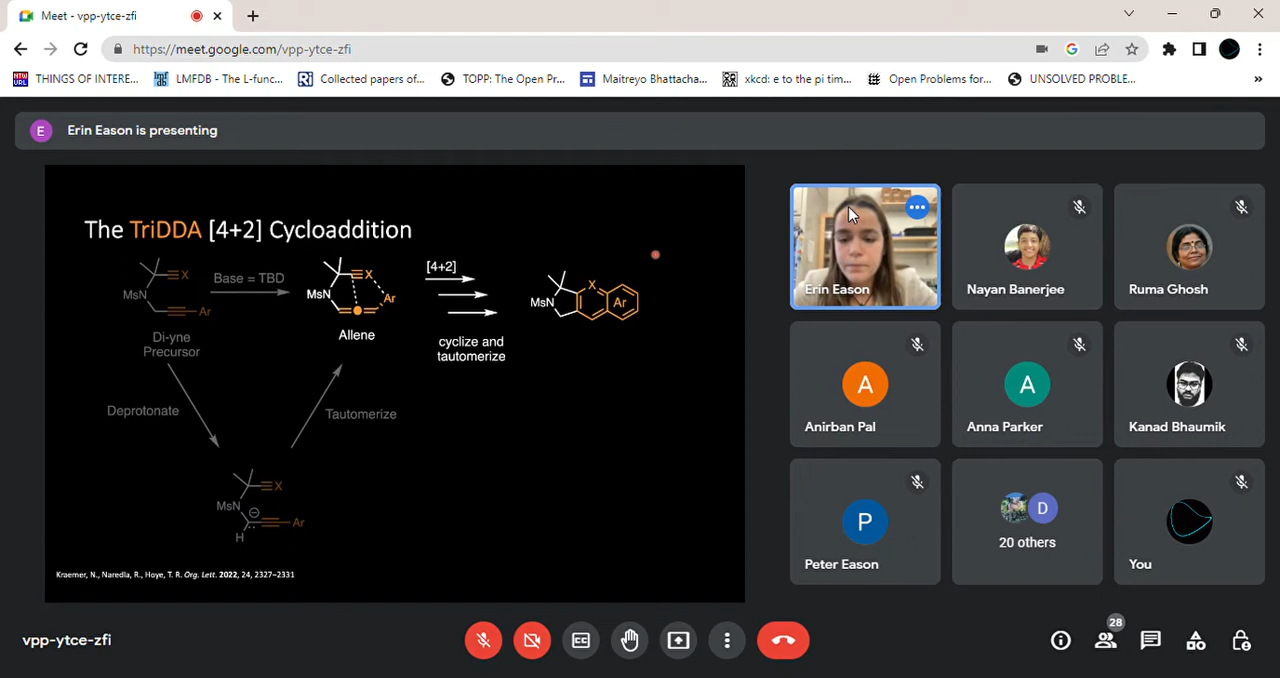 Meet - vpp-ytce-zfi
https://meet.google.com/vpp-ytce-zfi
THINGS OF INTERE...
LMFDB - The L-func...
Collected papers of...
TOPP: The Open Pr...
Maitreyo Bhattacha...
xkcd: e to the pi tim...
Open Problems for...
UNSOLVED PROBLE...
»
E
Erin Eason is presenting
The TriDDA [4+2] Cycloaddition
X
MsN
Ar
Di-yne
Precursor
Base = TBD
X
MsN
Ar
Allene
[4+2]
cyclize and
tautomerize
X
MsN
Ar
Deprotonate
Tautomerize
X
MsN
Ar
H
Kraemer, N., Naredla, R., Hoye, T. R. Org. Lett. 2022, 24, 2327–2331
Erin Eason
Nayan Banerjee
Ruma Ghosh
A
Anirban Pal
A
Anna Parker
Kanad Bhaumik
P
Peter Eason
D
20 others
You
vpp-ytce-zfi
CC
28